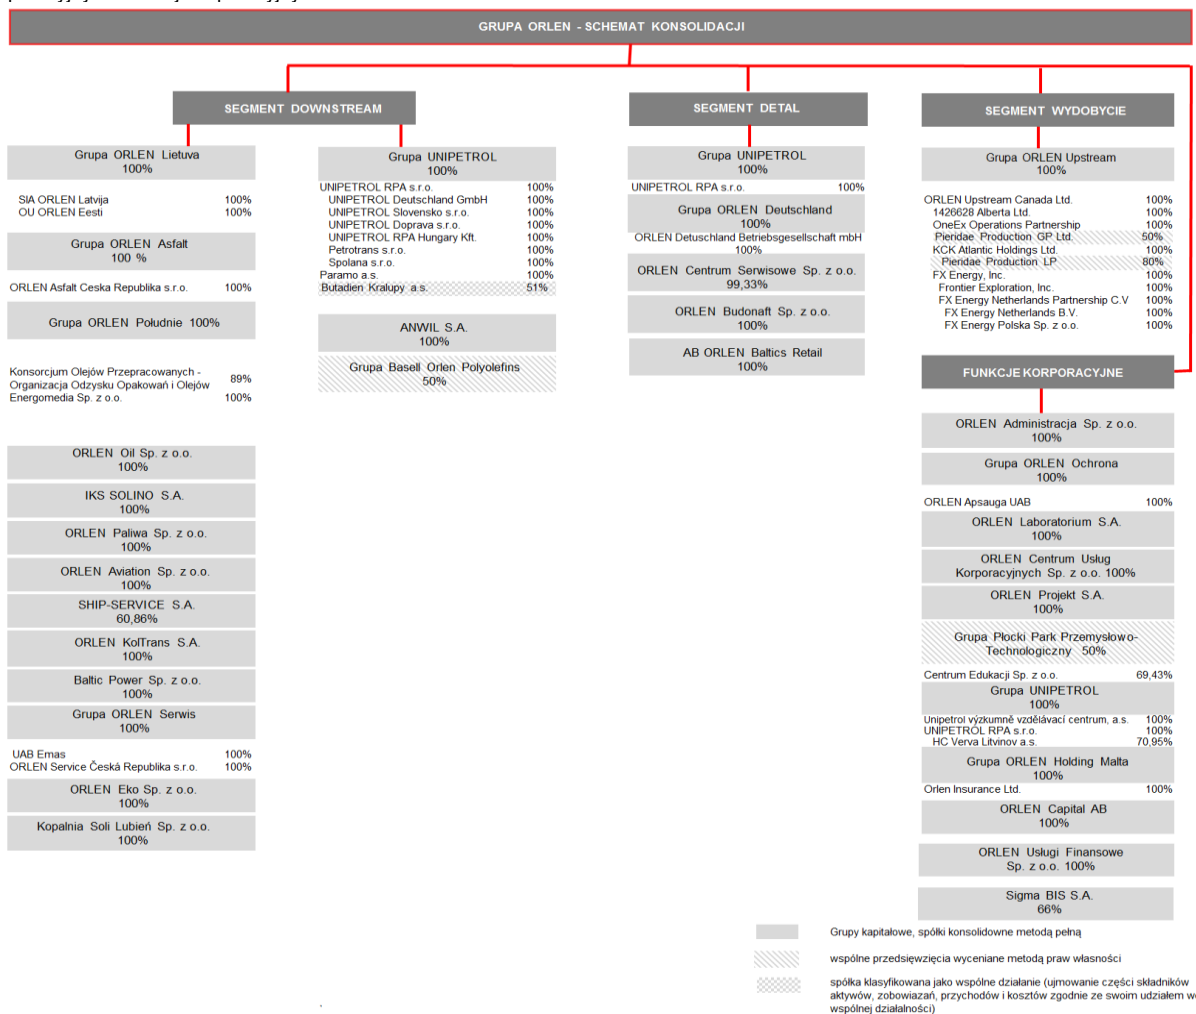 GRUPA ORLEN - SCHEMAT KONSOLIDACJI
SEGMENT DOWNSTREAM
Grupa ORLEN Lietuva
100%
SIA ORLEN Latvija 100%
OU ORLEN Eesti 100%
Grupa ORLEN Asfalt
100 %
ORLEN Asfalt Ceska Republika s.r.o. 100%
Grupa ORLEN Południe 100%
Konsorcjum Olejów Przepracowanych -
Organizacja Odzysku Opakowań i Olejów 89%
Energomedia Sp. z o.o. 100%
ORLEN Oil Sp. z o.o.
100%
IKS SOLINO S.A.
100%
ORLEN Paliwa Sp. z o.o.
100%
ORLEN Aviation Sp. z o.o.
100%
SHIP-SERVICE S.A.
60,86%
ORLEN KolTrans S.A.
100%
Baltic Power Sp. z o.o.
100%
Grupa ORLEN Serwis
100%
UAB Emas 100%
ORLEN Service Česká Republika s.r.o. 100%
ORLEN Eko Sp. z o.o.
100%
Kopalnia Soli Lubień Sp. z o.o.
100%
Grupa UNIPETROL
100%
UNIPETROL RPA s.r.o. 100%
UNIPETROL Deutschland GmbH 100%
UNIPETROL Slovensko s.r.o. 100%
UNIPETROL Doprava s.r.o. 100%
UNIPETROL RPA Hungary Kft. 100%
Petrotrans s.r.o. 100%
Spolana s.r.o. 100%
Paramo a.s. 100%
Butadien Kralupy a.s. 51%
ANWIL S.A.
100%
Grupa Basell Orlen Polyolefins
50%
SEGMENT DETAL
Grupa UNIPETROL
100%
UNIPETROL RPA s.r.o. 100%
Grupa ORLEN Deutschland
100%
ORLEN Detuschland Betriebsgesellschaft mbH
100%
ORLEN Centrum Serwisowe Sp. z o.o.
99,33%
ORLEN Budonaft Sp. z o.o.
100%
AB ORLEN Baltics Retail
100%
SEGMENT WYDOBYCIE
Grupa ORLEN Upstream
100%
ORLEN Upstream Canada Ltd. 100%
1426628 Alberta Ltd. 100%
OneEx Operations Partnership 100%
Pieridae Production GP Ltd. 50%
KCK Atlantic Holdings Ltd. 100%
Pieridae Production LP 80%
FX Energy, Inc. 100%
Frontier Exploration, Inc. 100%
FX Energy Netherlands Partnership C.V 100%
FX Energy Netherlands B.V. 100%
FX Energy Polska Sp. z o.o. 100%
FUNKCJE KORPORACYJNE
ORLEN Administracja Sp. z o.o.
100%
Grupa ORLEN Ochrona
100%
ORLEN Apsauga UAB 100%
ORLEN Laboratorium S.A.
100%
ORLEN Centrum Usług
Korporacyjnych Sp. z o.o. 100%
ORLEN Projekt S.A.
100%
Grupa Płocki Park Przemysłowo-
Technologiczny 50%
Centrum Edukacji Sp. z o.o. 69,43%
Grupa UNIPETROL
100%
Unipetrol výzkumně vzdělávací centrum, a.s. 100%
UNIPETROL RPA s.r.o. 100%
HC Verva Litvinov a.s. 70,95%
Grupa ORLEN Holding Malta
100%
Orlen Insurance Ltd. 100%
ORLEN Capital AB
100%
ORLEN Usługi Finansowe
Sp. z o.o. 100%
Sigma BIS S.A.
66%
Grupy kapitałowe, spółki konsolidowne metodą pełną
wspólne przedsięwzięcia wyceniane metodą praw własności
spółka klasyfikowana jako wspólne działanie (ujmowanie części składników
aktywów, zobowiazań, przychodów i kosztów zgodnie ze swoim udziałem
wspólnej działalności)